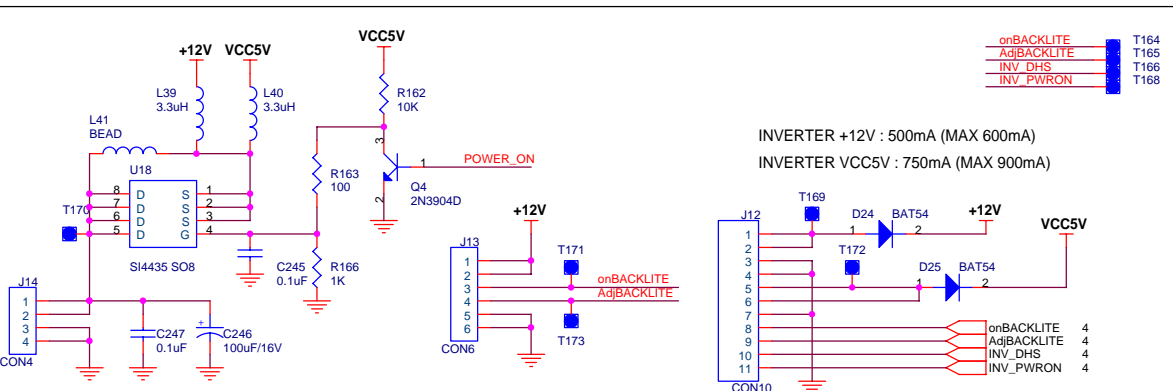 onBACKLITE T164
AdjBACKLITE T165
INV_DHS T166
INV_PWRON T168
+12V VCC5V
VCC5V
L39
3.3uH
L40
3.3uH
L41
BEAD
R162
10K
INVERTER +12V : 500mA (MAX 600mA)
INVERTER VCC5V : 750mA (MAX 900mA)
U18
8 D S 1
7 D S 2
6 D S 3
5 D G 4
SI4435 SO8
T170
R163
100
3
1
2
POWER_ON
Q4
2N3904D
C245
0.1uF
R166
1K
J14
1
2
3
4
CON4
C247
0.1uF
+
C246
100uF/16V
+12V
J13
1
2
3
4
5
6
CON6
T171
onBACKLITE
AdjBACKLITE
T173
J12
1
2
3
4
5
6
7
8
9
10
11
CON10
T169
D24 BAT54
1 2
+12V
T172
D25 BAT54
1 2
VCC5V
onBACKLITE 4
AdjBACKLITE 4
INV_DHS 4
INV_PWRON 4